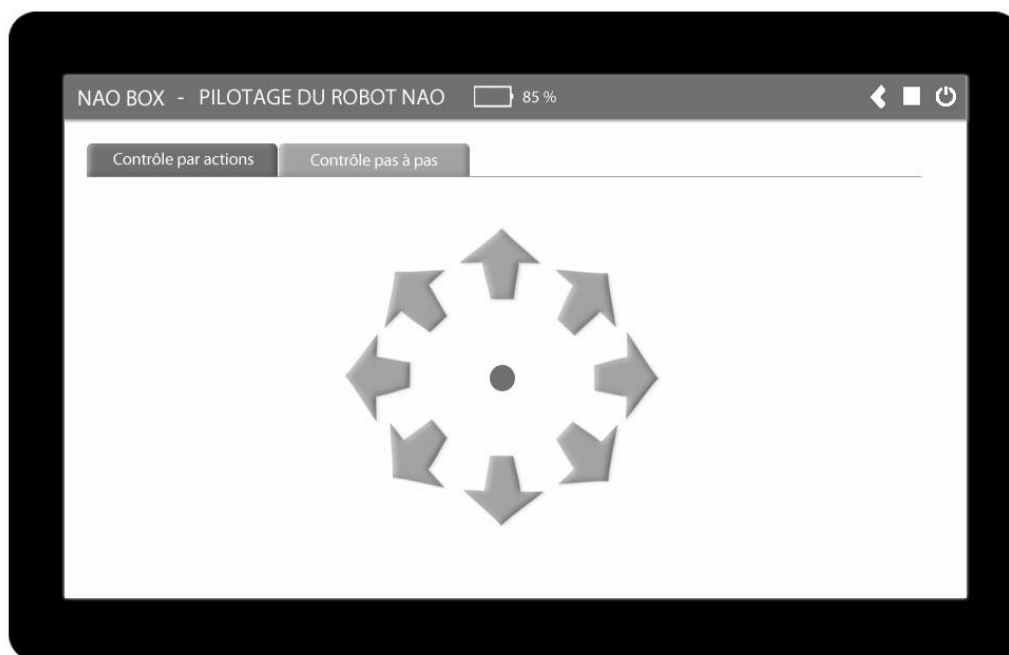 NAO BOX - PILOTAGE DU ROBOT NAO 85 %
Contrôle par actions Contrôle pas à pas